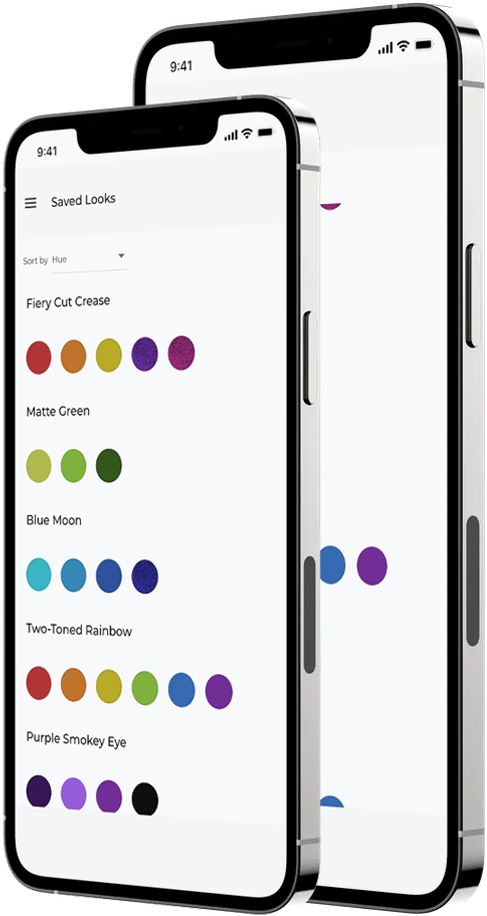 9:41
9:41
Saved Looks
Sort by Hue
Fiery Cut Crease
Matte Green
Blue Moon
Two-Toned Rainbow
Purple Smokey Eye